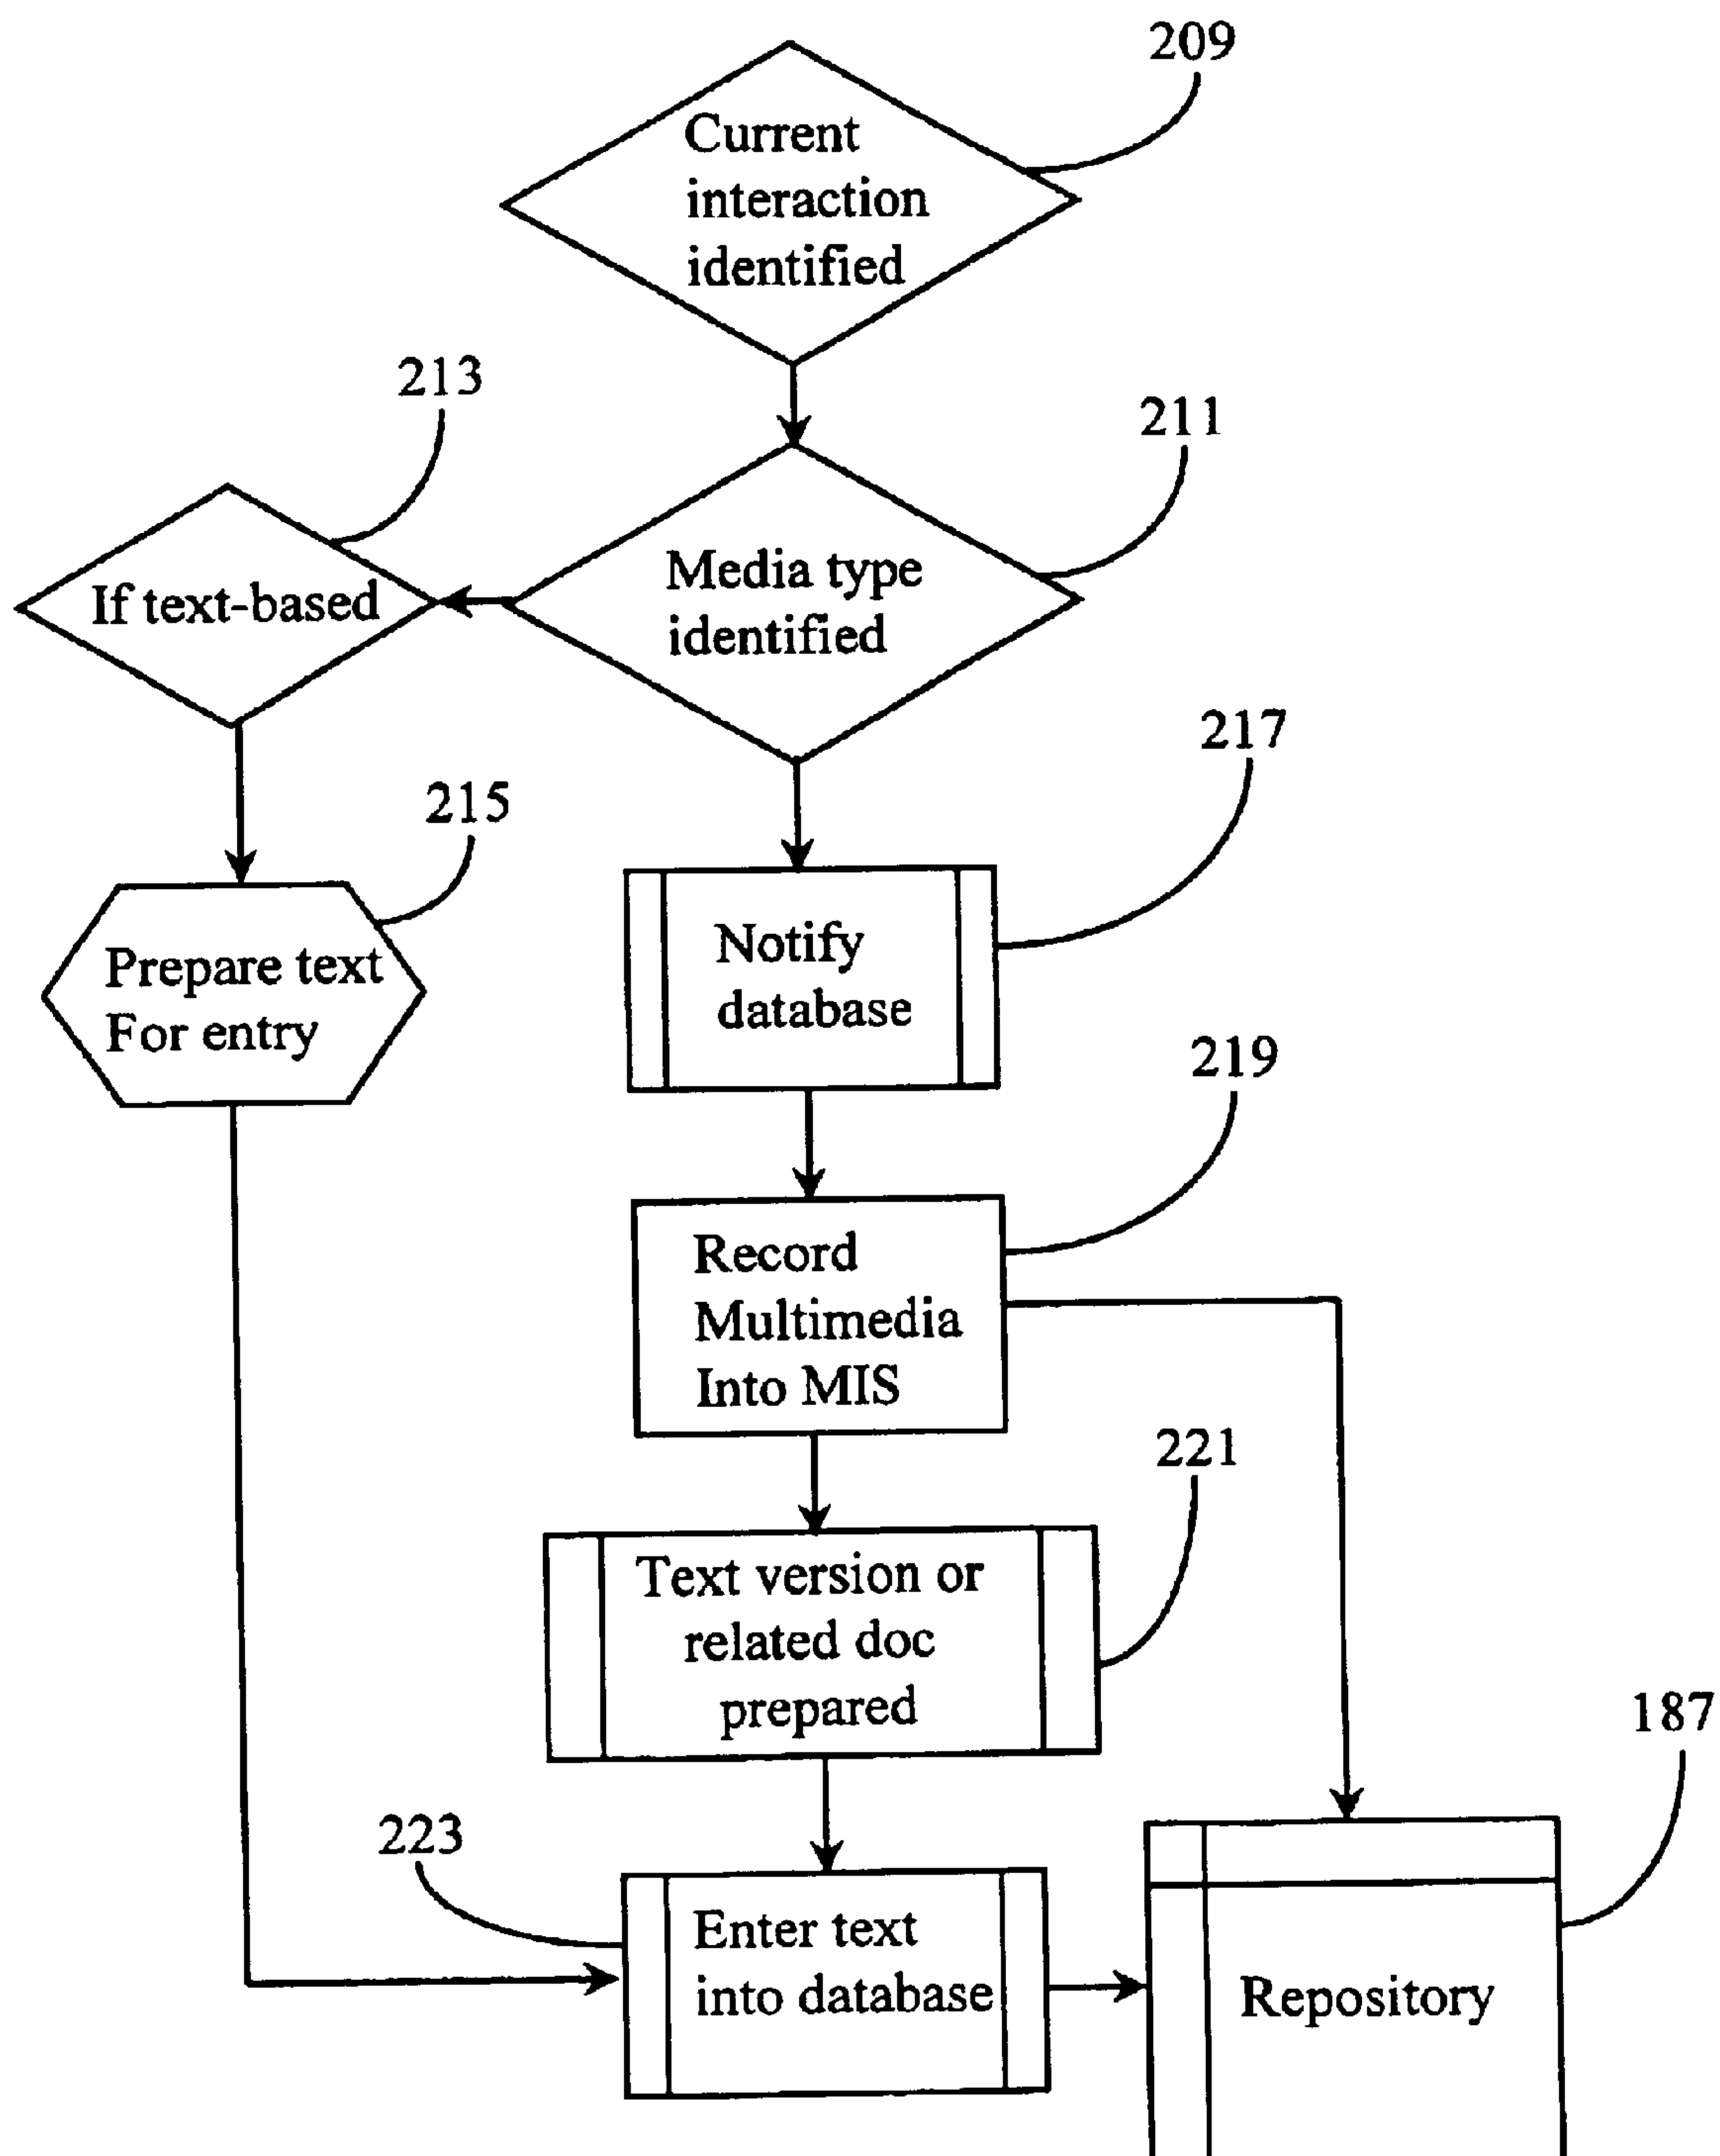 209
Current
interaction
identified
213
211
If text-based
Media type
identified
217
215
Prepare text
For entry
Notify
database
219
Record
Multimedia
Into MIS
221
Text version or
related doc
prepared
187
223
Enter text
into database
Repository